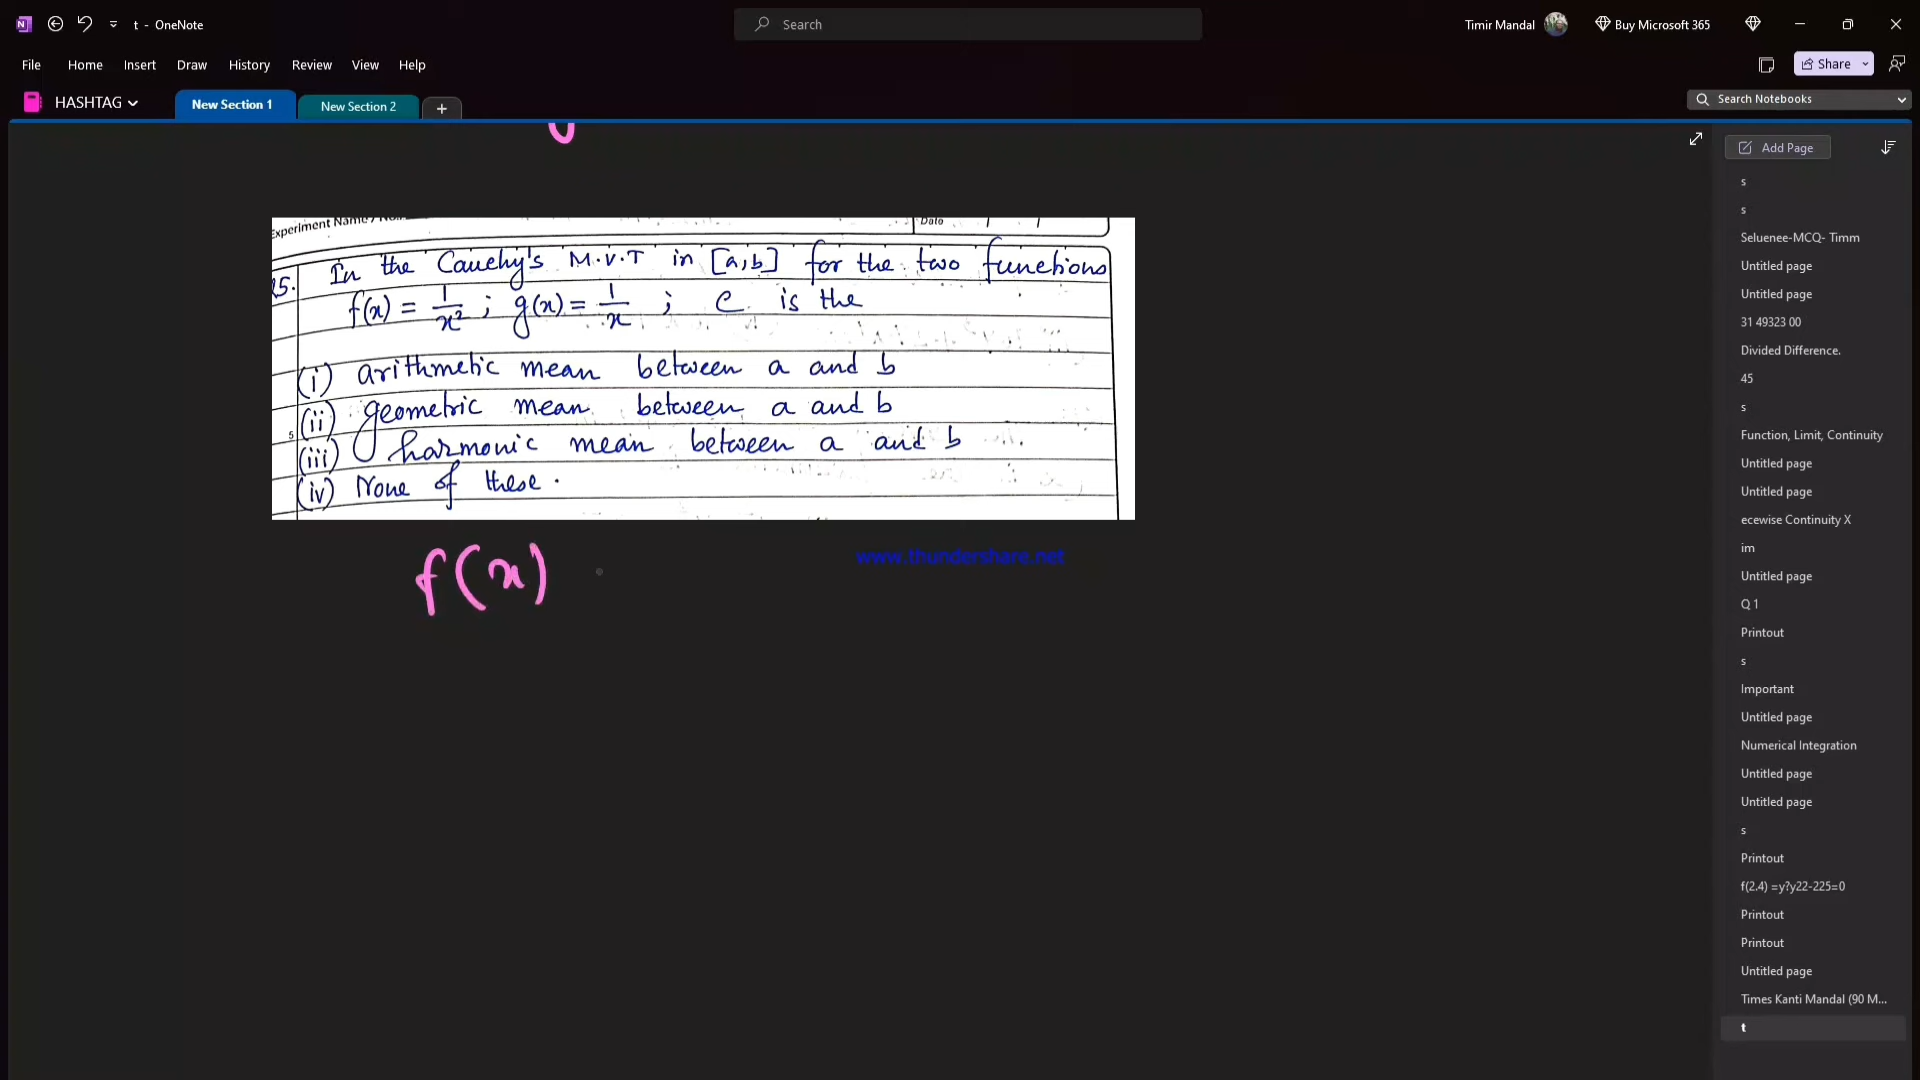 t - OneNote
Search
Timir Mandal
Buy Microsoft 365
File Home Insert Draw History Review View Help
Share
HASHTAG
New Section 1
New Section 2
Search Notebooks
Add Page
Experiment Name / No.
Date
25. In the Cauchy's M.V.T in [a,b] for the two functions
f(x) = 1/x² ; g(x) = 1/x ; C is the
(i) arithmetic mean between a and b
(ii) geometric mean between a and b
(iii) harmonic mean between a and b
(iv) None of these.
f(x)
www.thundershare.net
s
s
Seluenee-MCQ- Timm
Untitled page
Untitled page
31 49323 00
Divided Difference.
45
s
Function, Limit, Continuity
Untitled page
Untitled page
ecewise Continuity X
im
Untitled page
Q 1
Printout
s
Important
Untitled page
Numerical Integration
Untitled page
Untitled page
s
Printout
f(2.4) =y?y22-225=0
Printout
Printout
Untitled page
Times Kanti Mandal (90 M...
t